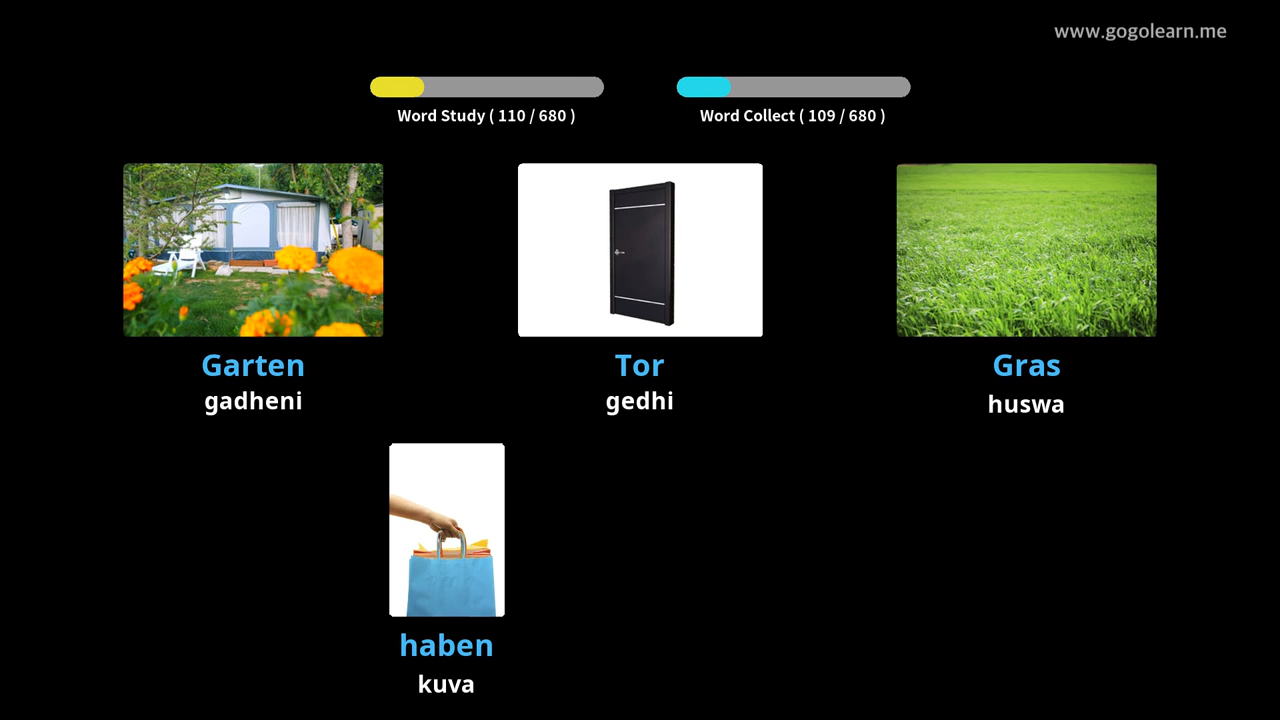 www.gogolearn.me
Word Study ( 110 / 680 )
Word Collect ( 109 / 680 )
Garten
gadheni
Tor
gedhi
Gras
huswa
haben
kuva